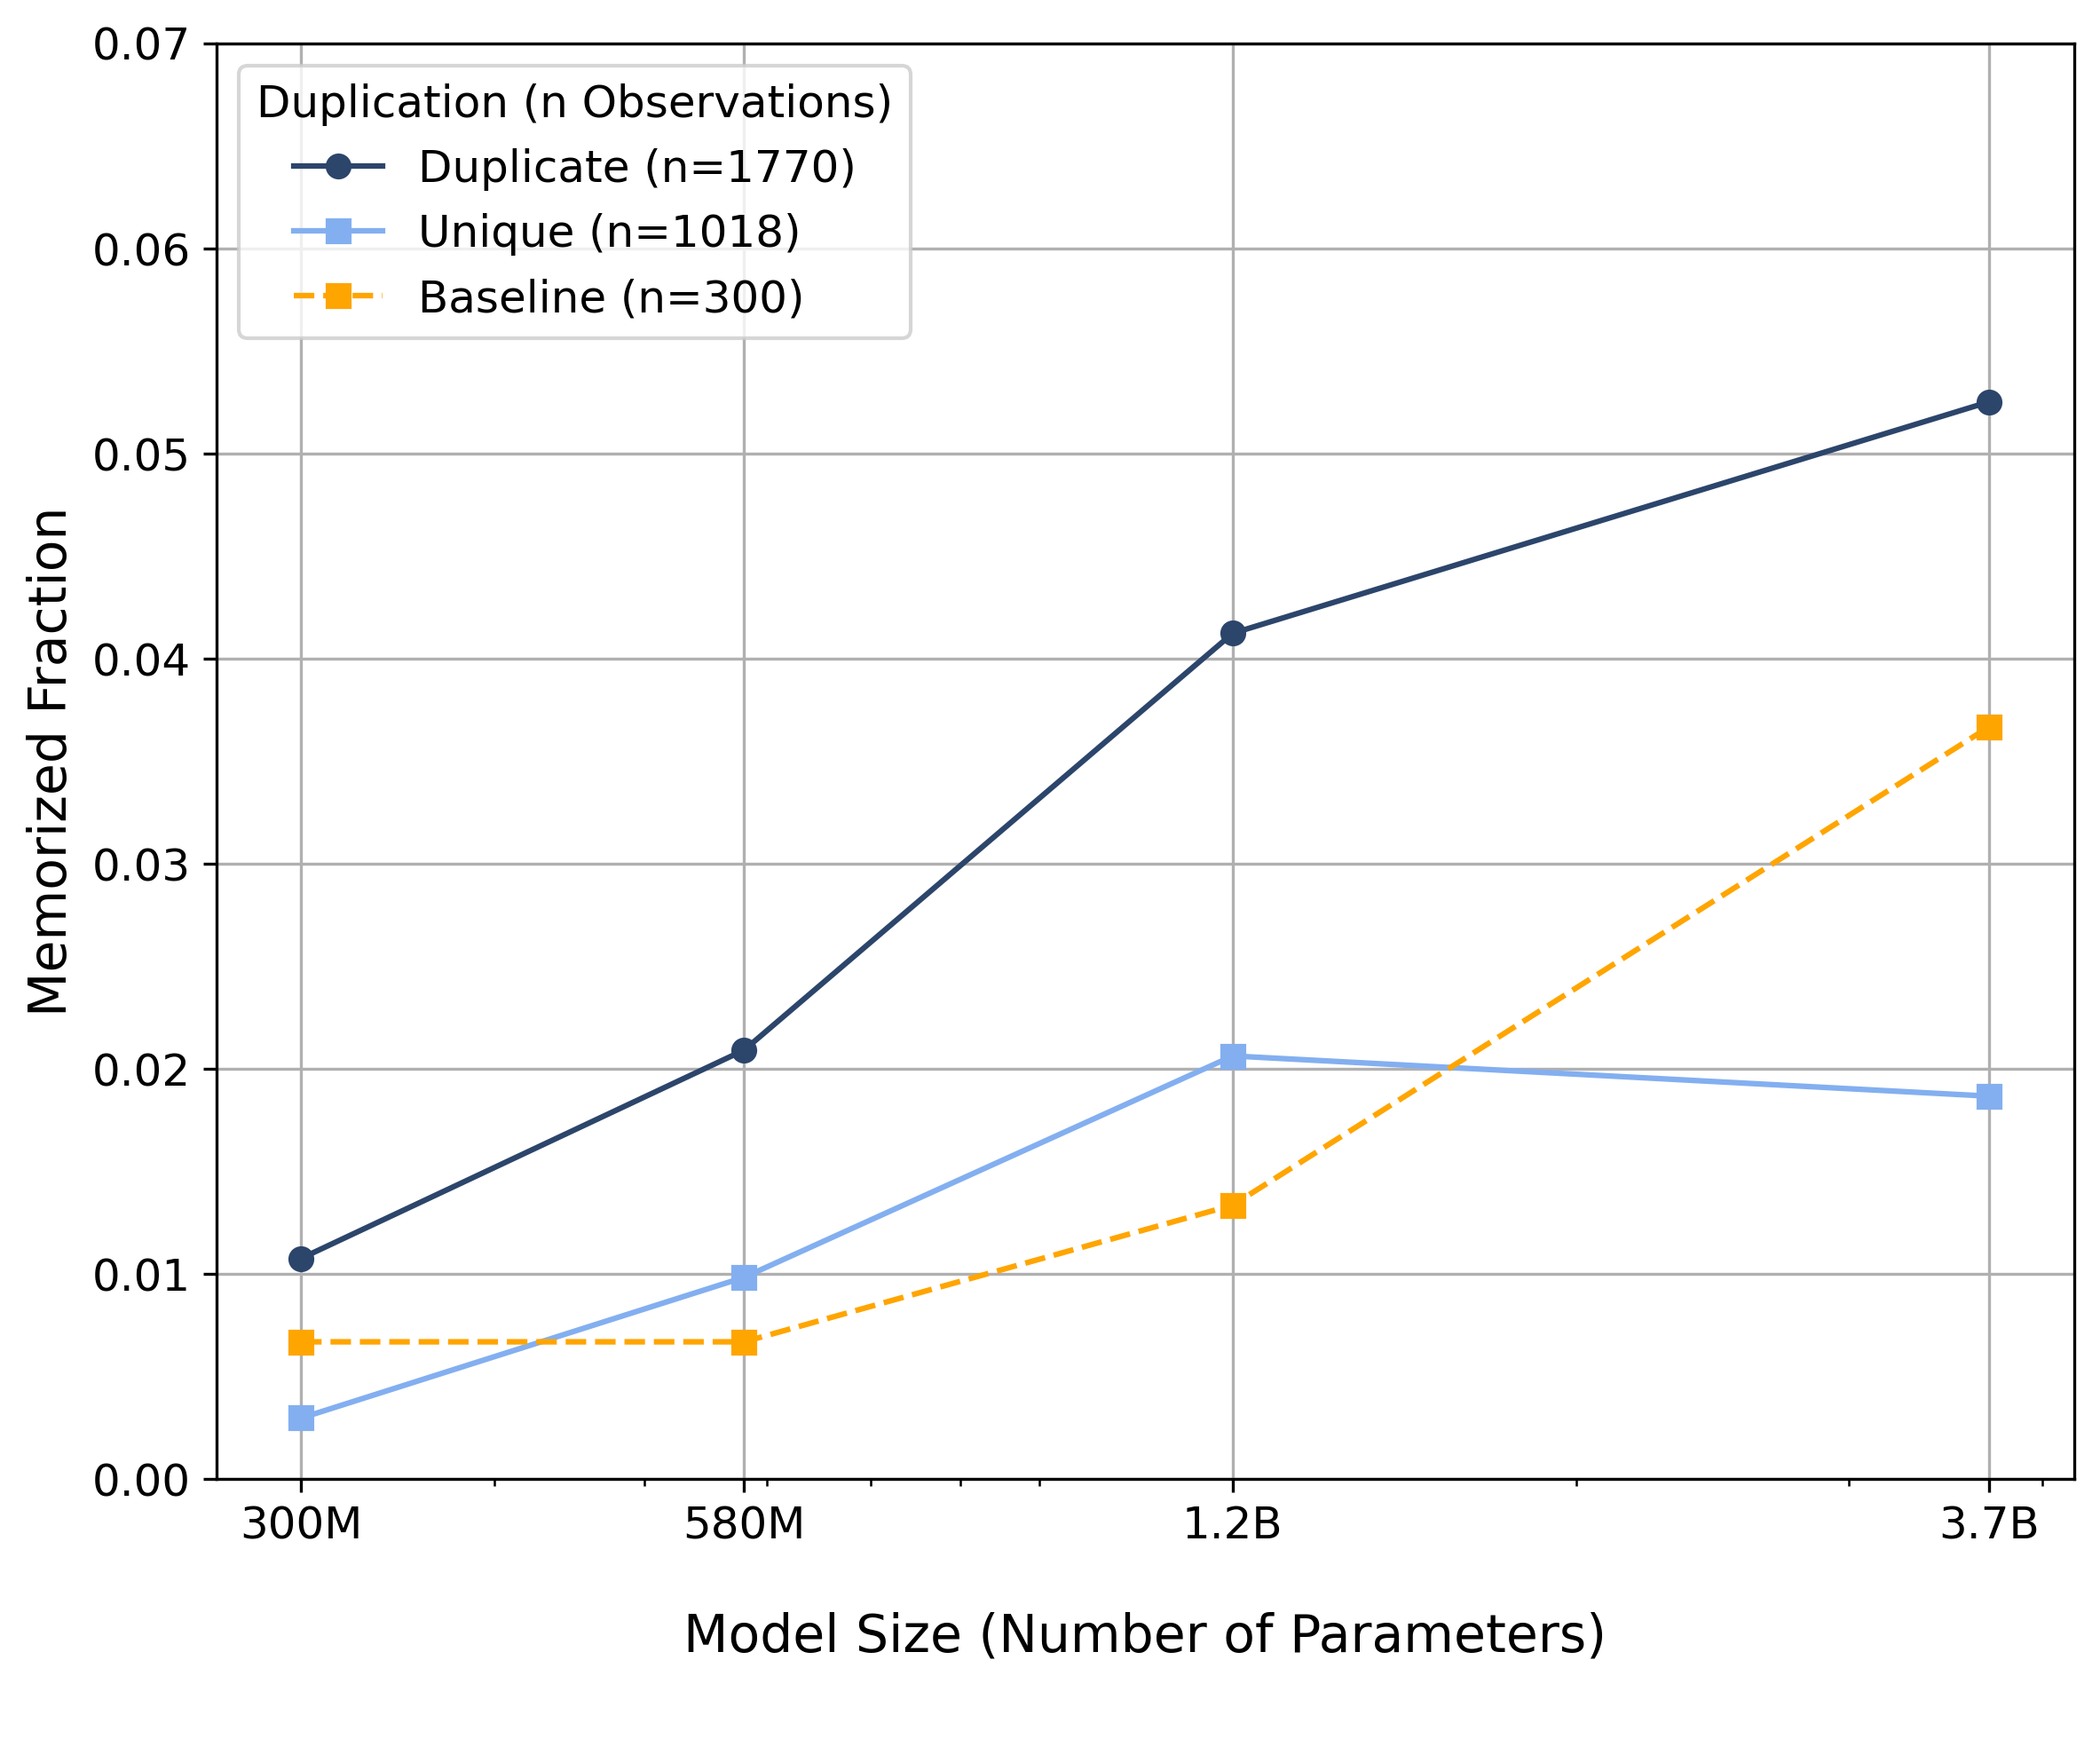 0.07
0.06
0.05
0.04
0.03
0.02
0.01
0.00
Memorized Fraction
Duplication (n Observations)
Duplicate (n=1770)
Unique (n=1018)
Baseline (n=300)
300M 580M 1.2B 3.7B
Model Size (Number of Parameters)